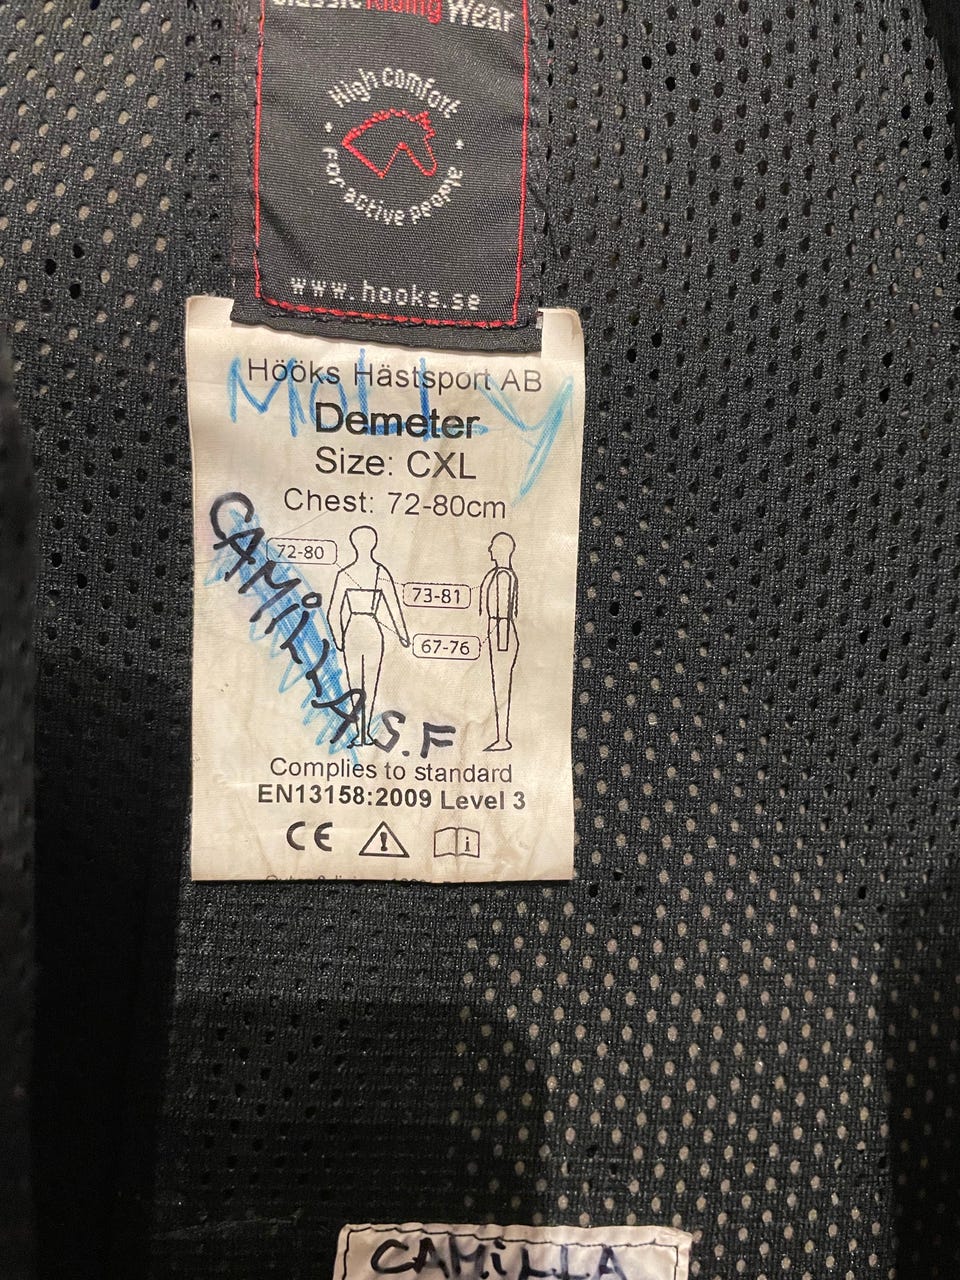 Classic Riding Wear
High comfort
For active people
www.hooks.se
MOLLY
Hööks Hästsport AB
Demeter
Size: CXL
Chest: 72-80cm
CAMiLLA.S.F
72-80
73-81
67-76
Complies to standard
EN13158:2009 Level 3
CE
CAMiLLA